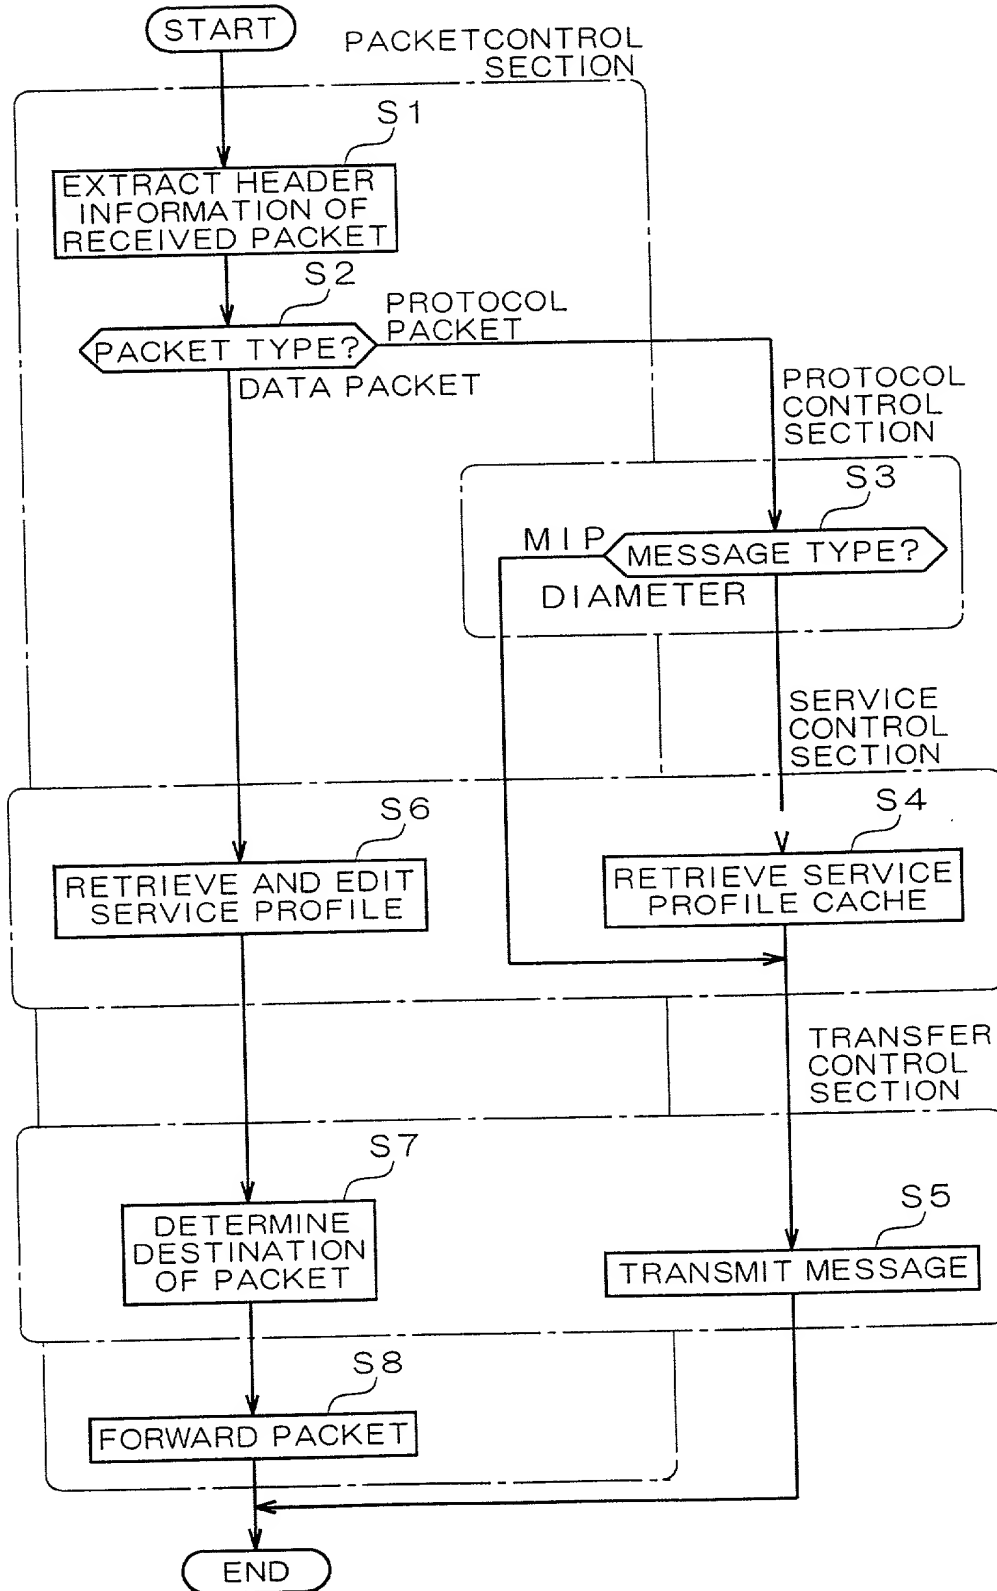 START
PACKETCONTROL
SECTION
S1
EXTRACT HEADER
INFORMATION OF
RECEIVED PACKET
S2
PROTOCOL
PACKET
PACKET TYPE?
DATA PACKET
PROTOCOL
CONTROL
SECTION
S3
MIP
MESSAGE TYPE?
DIAMETER
SERVICE
CONTROL
SECTION
S6
S4
RETRIEVE AND EDIT
SERVICE PROFILE
RETRIEVE SERVICE
PROFILE CACHE
TRANSFER
CONTROL
SECTION
S7
S5
DETERMINE
DESTINATION
OF PACKET
TRANSMIT MESSAGE
S8
FORWARD PACKET
END